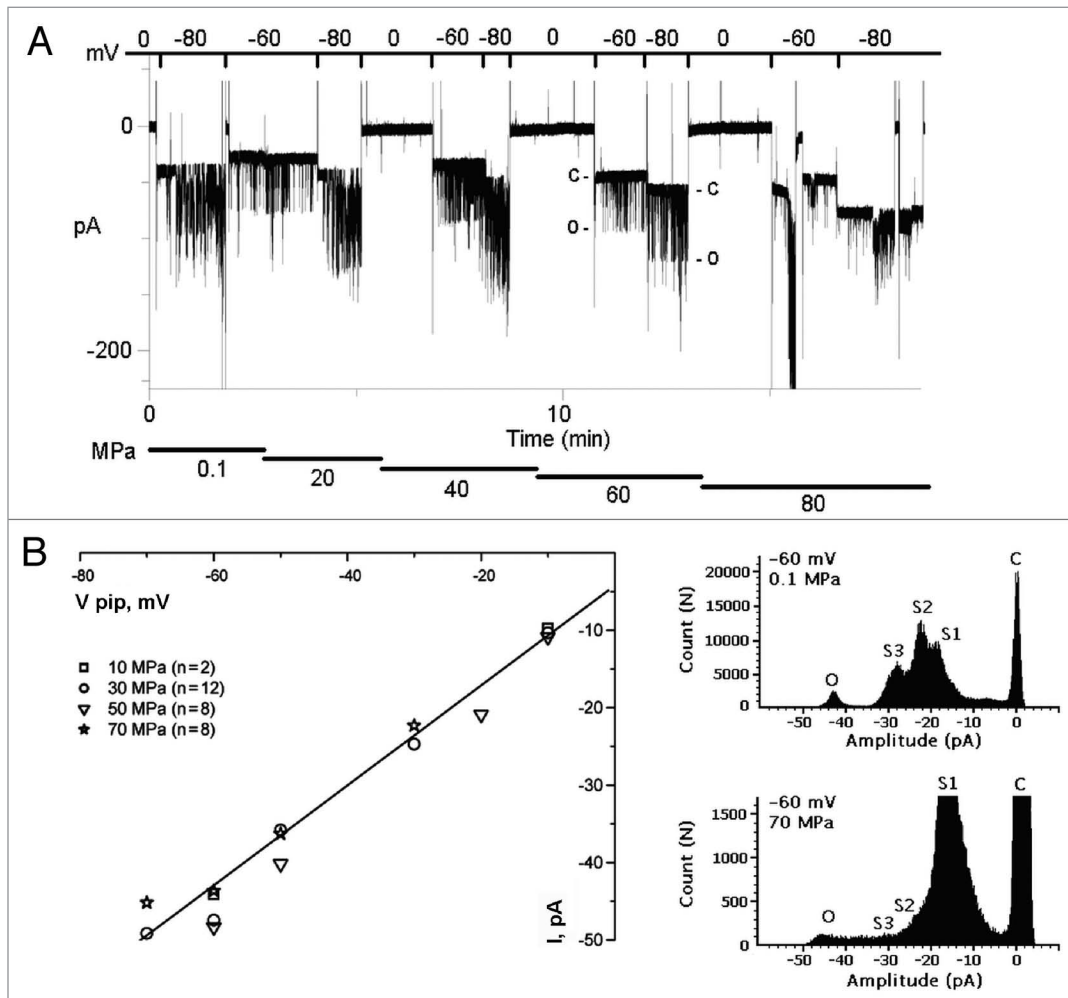 A
mV 0 -80 -60 -80 0 -60 -80 0 -60 -80 0 -60 -80
0
pA
-200
C -
O -
- C
- O
0 10
Time (min)
MPa
0.1
20
40
60
80
B
-80 -60 -40 -20
V pip, mV
10 MPa (n=2)
30 MPa (n=12)
50 MPa (n=8)
70 MPa (n=8)
-10
-20
-30
-40
-50
I, pA
-60 mV
0.1 MPa
Count (N)
20000
15000
10000
5000
0
O S3 S2 S1 C
-50 -40 -30 -20 -10 0
Amplitude (pA)
-60 mV
70 MPa
Count (N)
1500
1000
500
0
O S3 S2 S1 C
-50 -40 -30 -20 -10 0
Amplitude (pA)